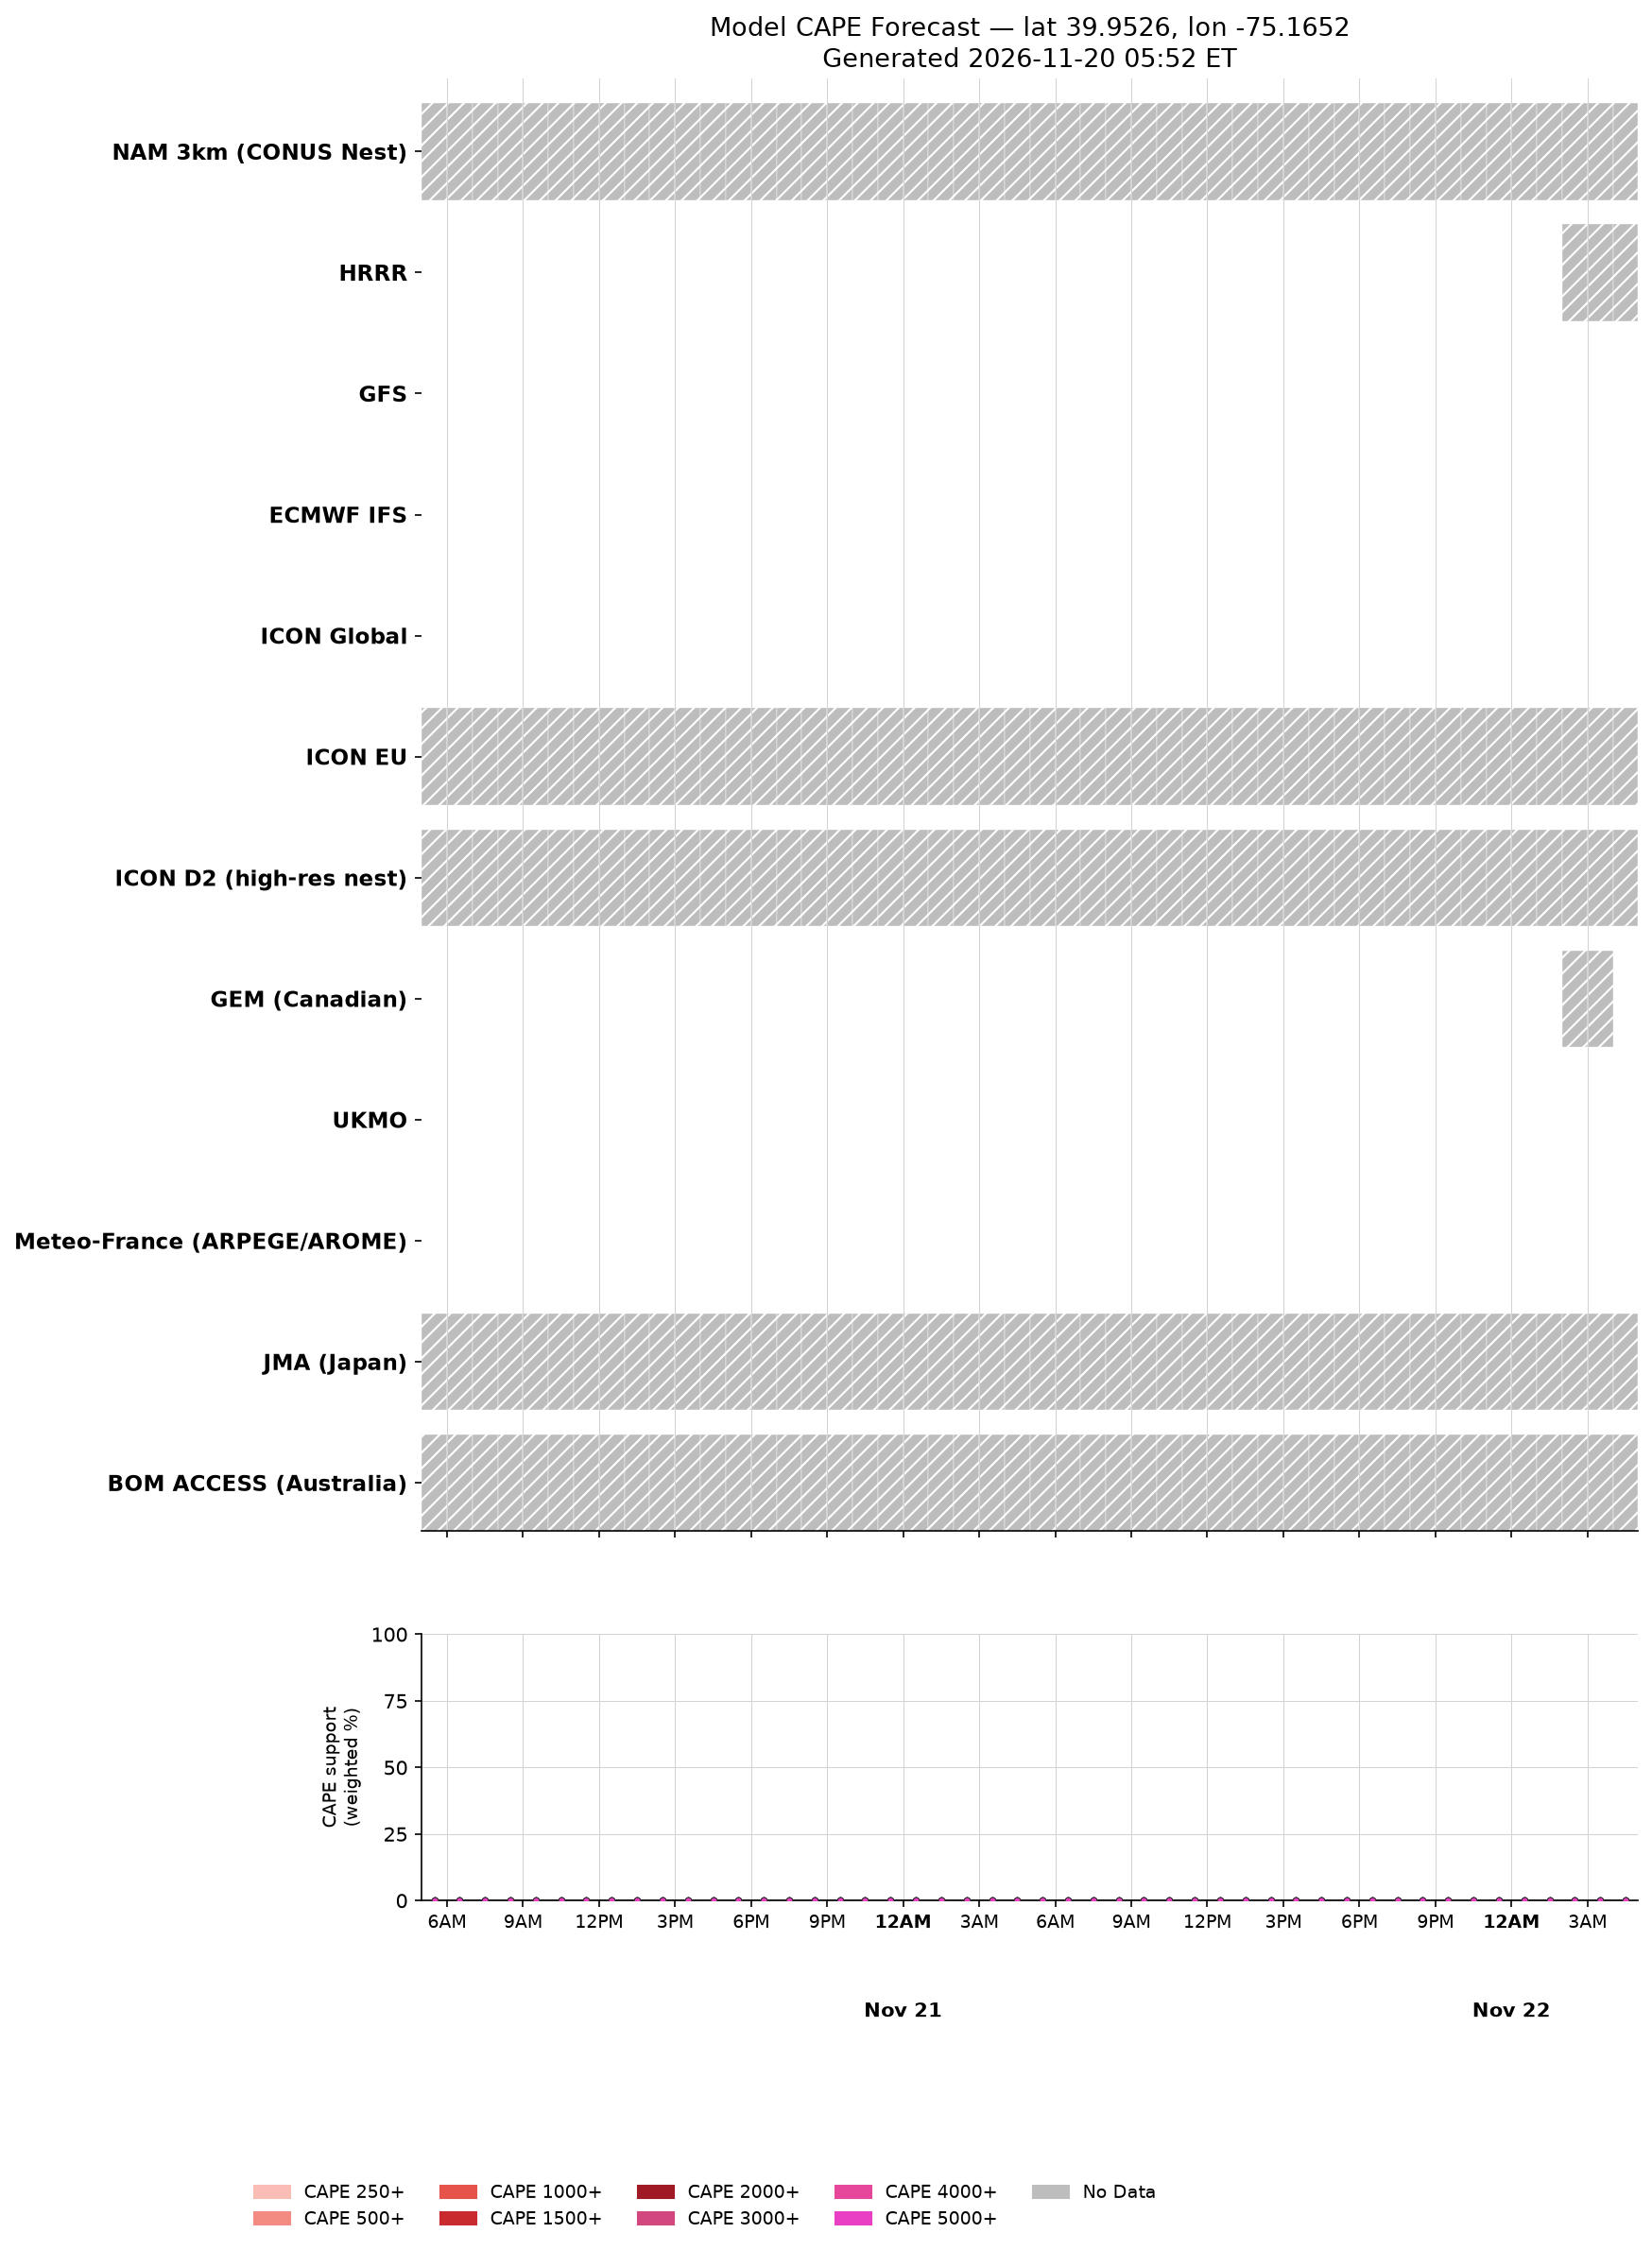 Model CAPE Forecast — lat 39.9526, lon -75.1652
Generated 2026-11-20 05:52 ET
NAM 3km (CONUS Nest)
HRRR
GFS
ECMWF IFS
ICON Global
ICON EU
ICON D2 (high-res nest)
GEM (Canadian)
UKMO
Meteo-France (ARPEGE/AROME)
JMA (Japan)
BOM ACCESS (Australia)
CAPE support
(weighted %)
100
75
50
25
0
6AM 9AM 12PM 3PM 6PM 9PM 12AM 3AM 6AM 9AM 12PM 3PM 6PM 9PM 12AM 3AM
Nov 21 Nov 22
CAPE 250+ CAPE 1000+ CAPE 2000+ CAPE 4000+ No Data
CAPE 500+ CAPE 1500+ CAPE 3000+ CAPE 5000+